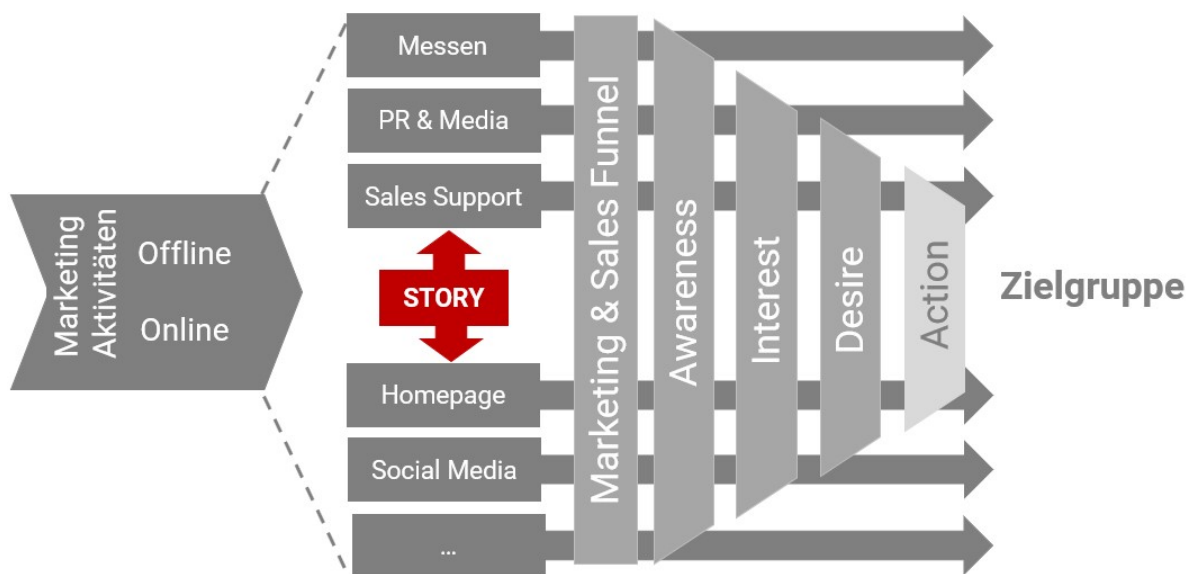 Marketing
Aktivitäten
Offline
Online
Messen
PR & Media
Sales Support
STORY
Homepage
Social Media
...
Marketing & Sales Funnel
Awareness
Interest
Desire
Action
Zielgruppe